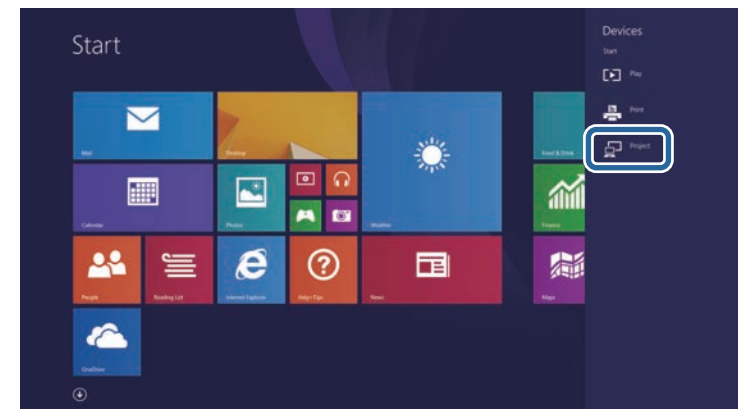 Start
Mail
Desktop
Calendar
Photos
Weather
Food & Drink
Finance
People
Reading List
Internet Explorer
Help+Tips
News
Maps
OneDrive
Devices
Start
Play
Print
Project